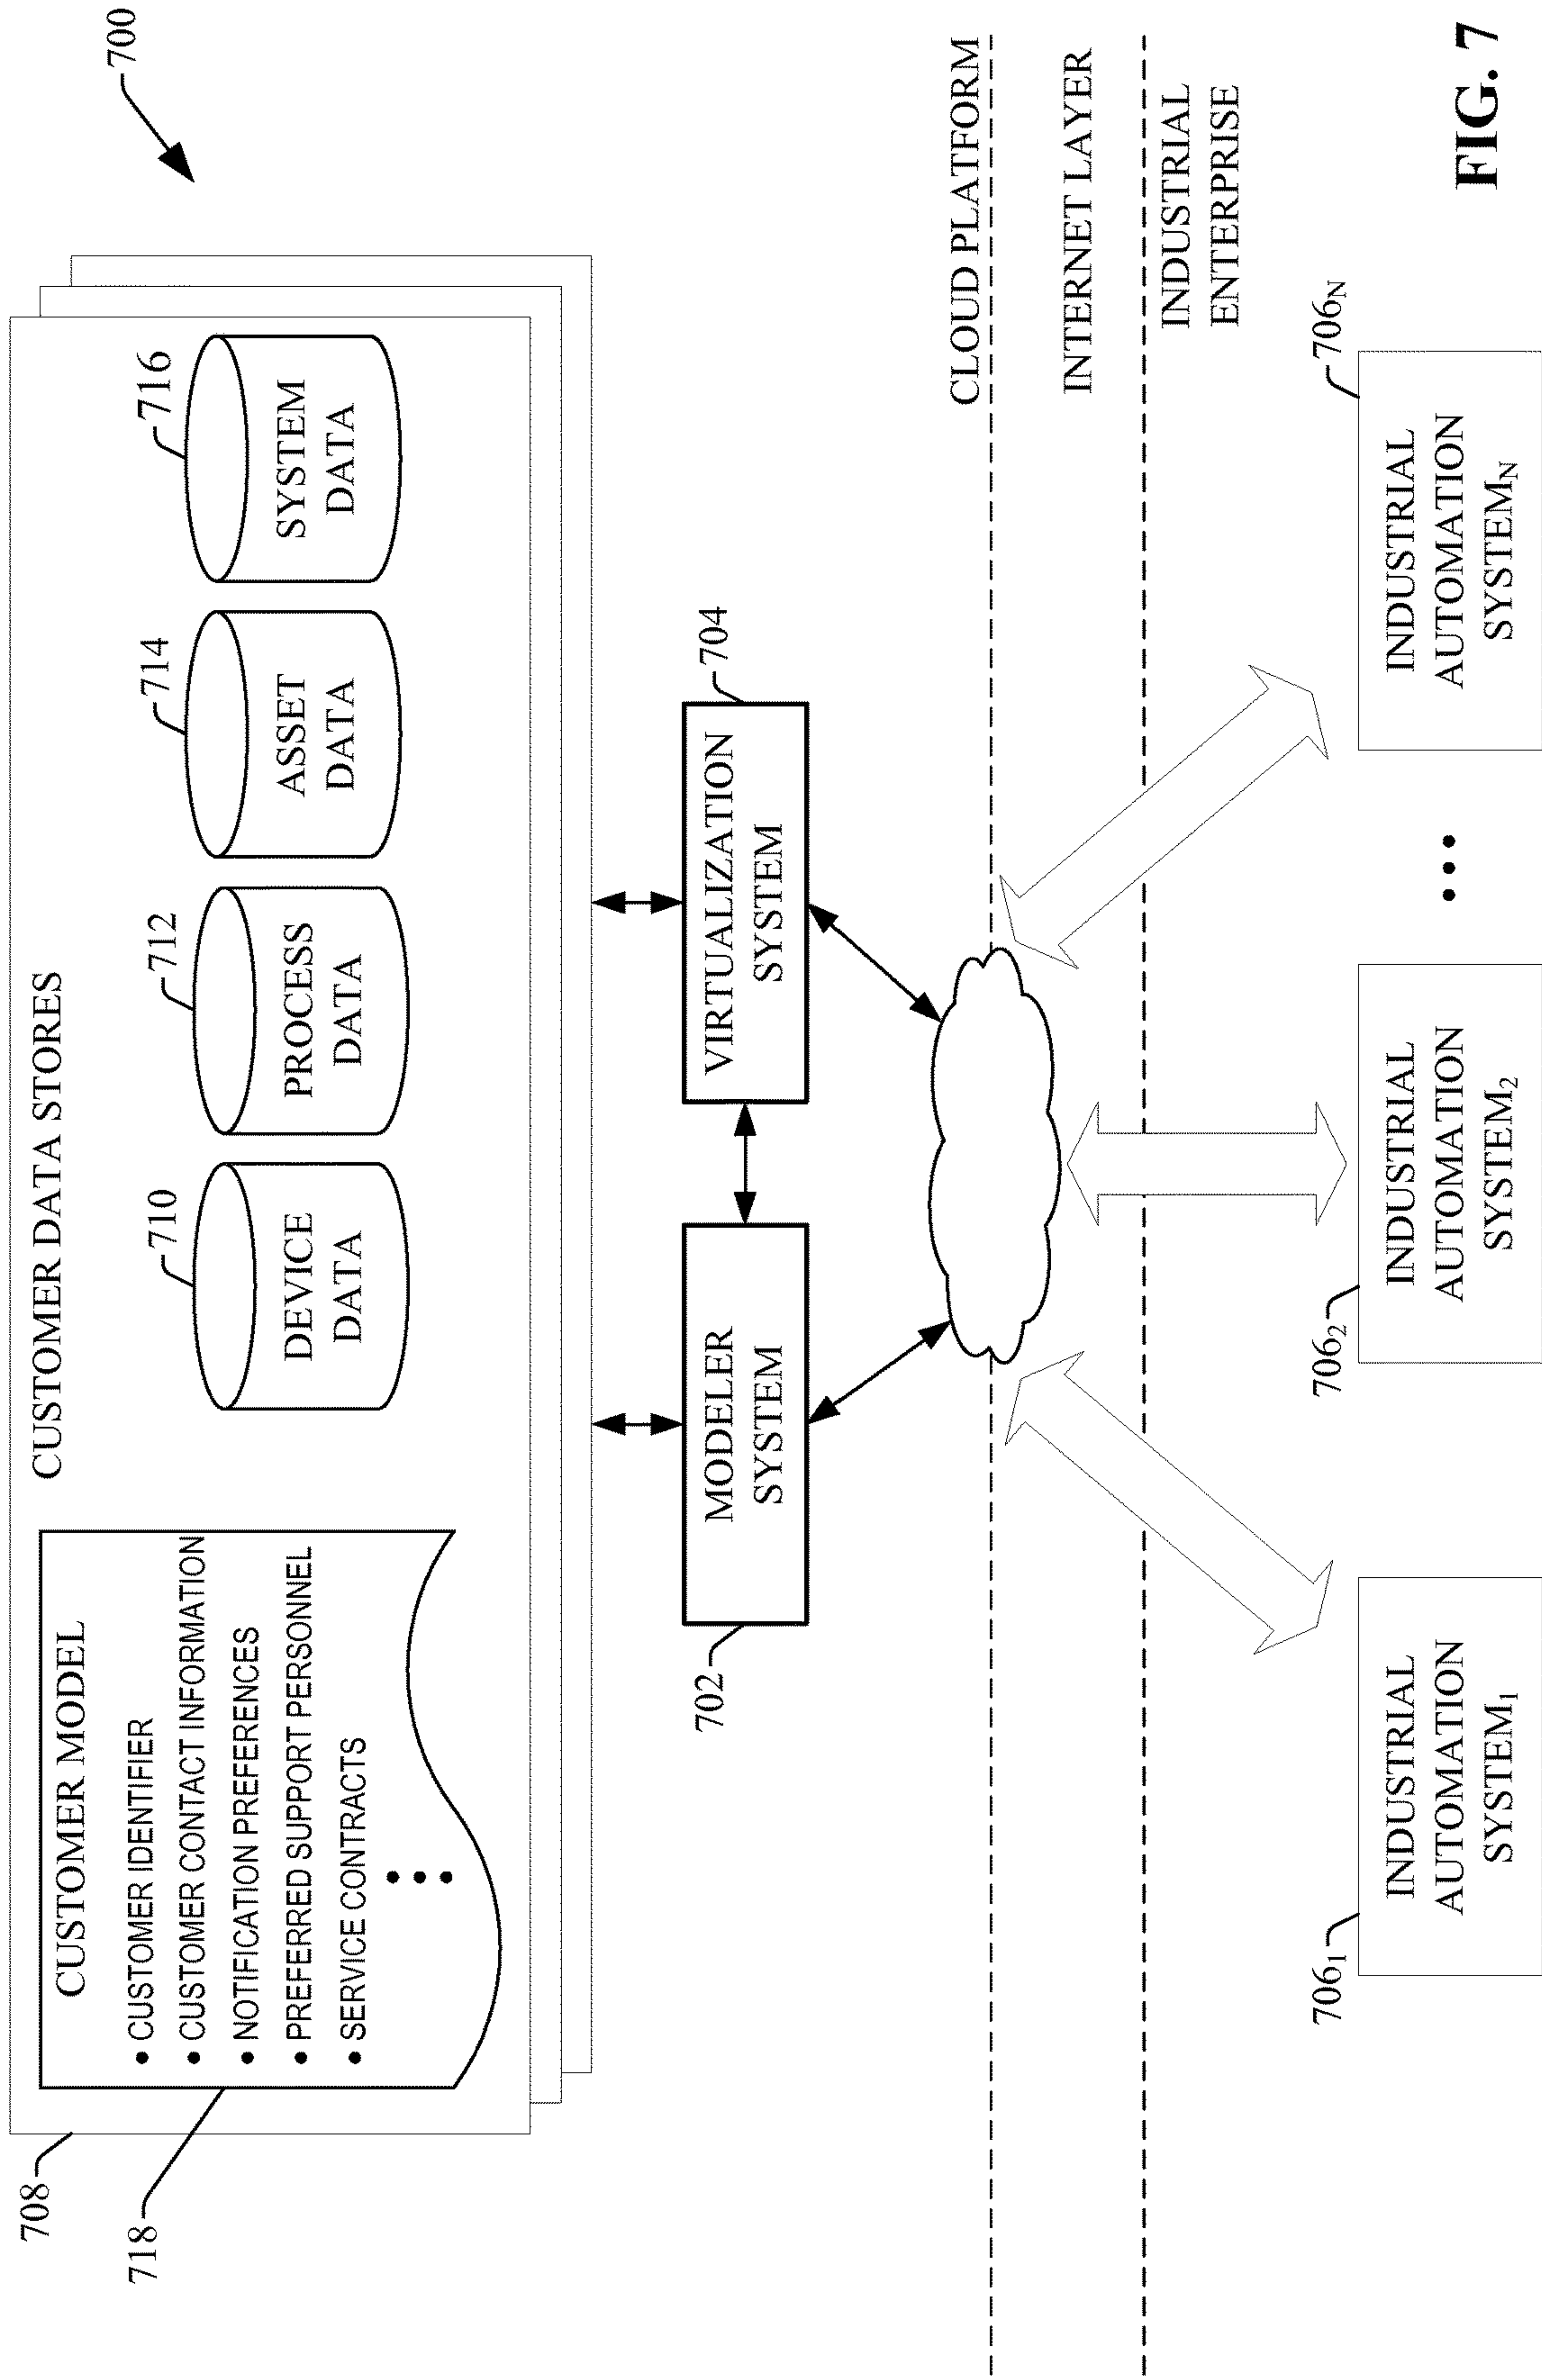 700
708
CUSTOMER DATA STORES
CUSTOMER MODEL
• CUSTOMER IDENTIFIER
• CUSTOMER CONTACT INFORMATION
• NOTIFICATION PREFERENCES
• PREFERRED SUPPORT PERSONNEL
• SERVICE CONTRACTS
718
710
DEVICE
DATA
712
PROCESS
DATA
714
ASSET
DATA
716
SYSTEM
DATA
702
MODELER
SYSTEM
VIRTUALIZATION
SYSTEM
704
CLOUD PLATFORM
INTERNET LAYER
INDUSTRIAL
ENTERPRISE
706₁
INDUSTRIAL
AUTOMATION
SYSTEM₁
706₂
INDUSTRIAL
AUTOMATION
SYSTEM₂
• • •
706N
INDUSTRIAL
AUTOMATION
SYSTEMN
FIG. 7